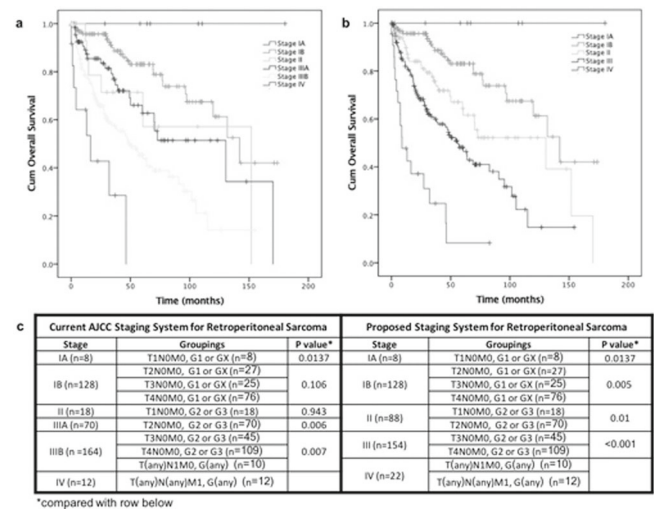 a
b
Cum Overall Survival
1.0
0.8
0.6
0.4
0.2
0.0
0
50
100
150
200
Time (months)
Stage IA
Stage IB
Stage II
Stage IIIA
Stage IIIB
Stage IV
Cum Overall Survival
1.0
0.8
0.6
0.4
0.2
0.0
0
50
100
150
200
Time (months)
Stage IA
Stage IB
Stage II
Stage III
Stage IV
c
Current AJCC Staging System for Retroperitoneal Sarcoma
Stage Groupings P value*
IA (n=8) T1N0M0, G1 or GX (n=8) 0.0137
T2N0M0, G1 or GX (n=27)
IB (n=128) T3N0M0, G1 or GX (n=25) 0.106
T4N0M0, G1 or GX (n=76)
II (n=18) T1N0M0, G2 or G3 (n=18) 0.943
IIIA (n=70) T2N0M0, G2 or G3 (n=70) 0.006
T3N0M0, G2 or G3 (n=45)
IIIB (n =164) T4N0M0, G2 or G3 (n=109) 0.007
T(any)N1M0, G(any) (n=10)
IV (n=12) T(any)N(any)M1, G(any) (n=12)
Proposed Staging System for Retroperitoneal Sarcoma
Stage Groupings P value*
IA (n=8) T1N0M0, G1 or GX (n=8) 0.0137
T2N0M0, G1 or GX (n=27)
IB (n=128) T3N0M0, G1 or GX (n=25) 0.005
T4N0M0, G1 or GX (n=76)
II (n=88) T1N0M0, G2 or G3 (n=18) 0.01
T2N0M0, G2 or G3 (n=70)
III (n=154) T3N0M0, G2 or G3 (n=45) <0.001
T4N0M0, G2 or G3 (n=109)
IV (n=22) T(any)N1M0, G(any) (n=10)
T(any)N(any)M1, G(any) (n=12)
*compared with row below